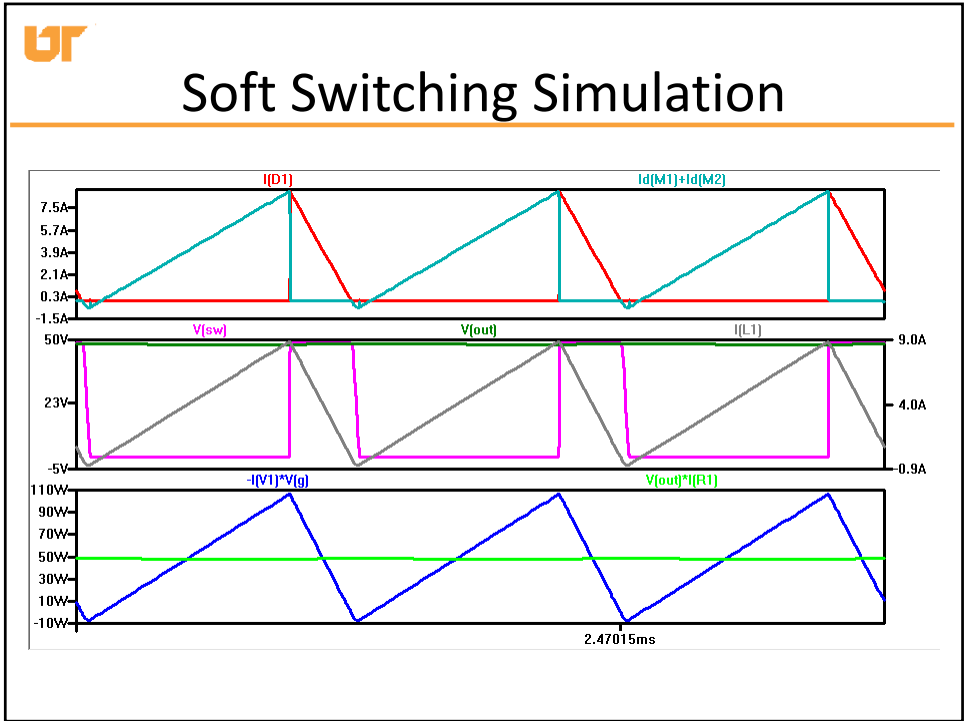 UT
Soft Switching Simulation
I(D1) Id(M1)+Id(M2)
7.5A
5.7A
3.9A
2.1A
0.3A
-1.5A
V(sw) V(out) I(L1)
50V 9.0A
23V 4.0A
-5V -0.9A
-I(V1)*V(g) V(out)*I(R1)
110W
90W
70W
50W
30W
10W
-10W
2.47015ms